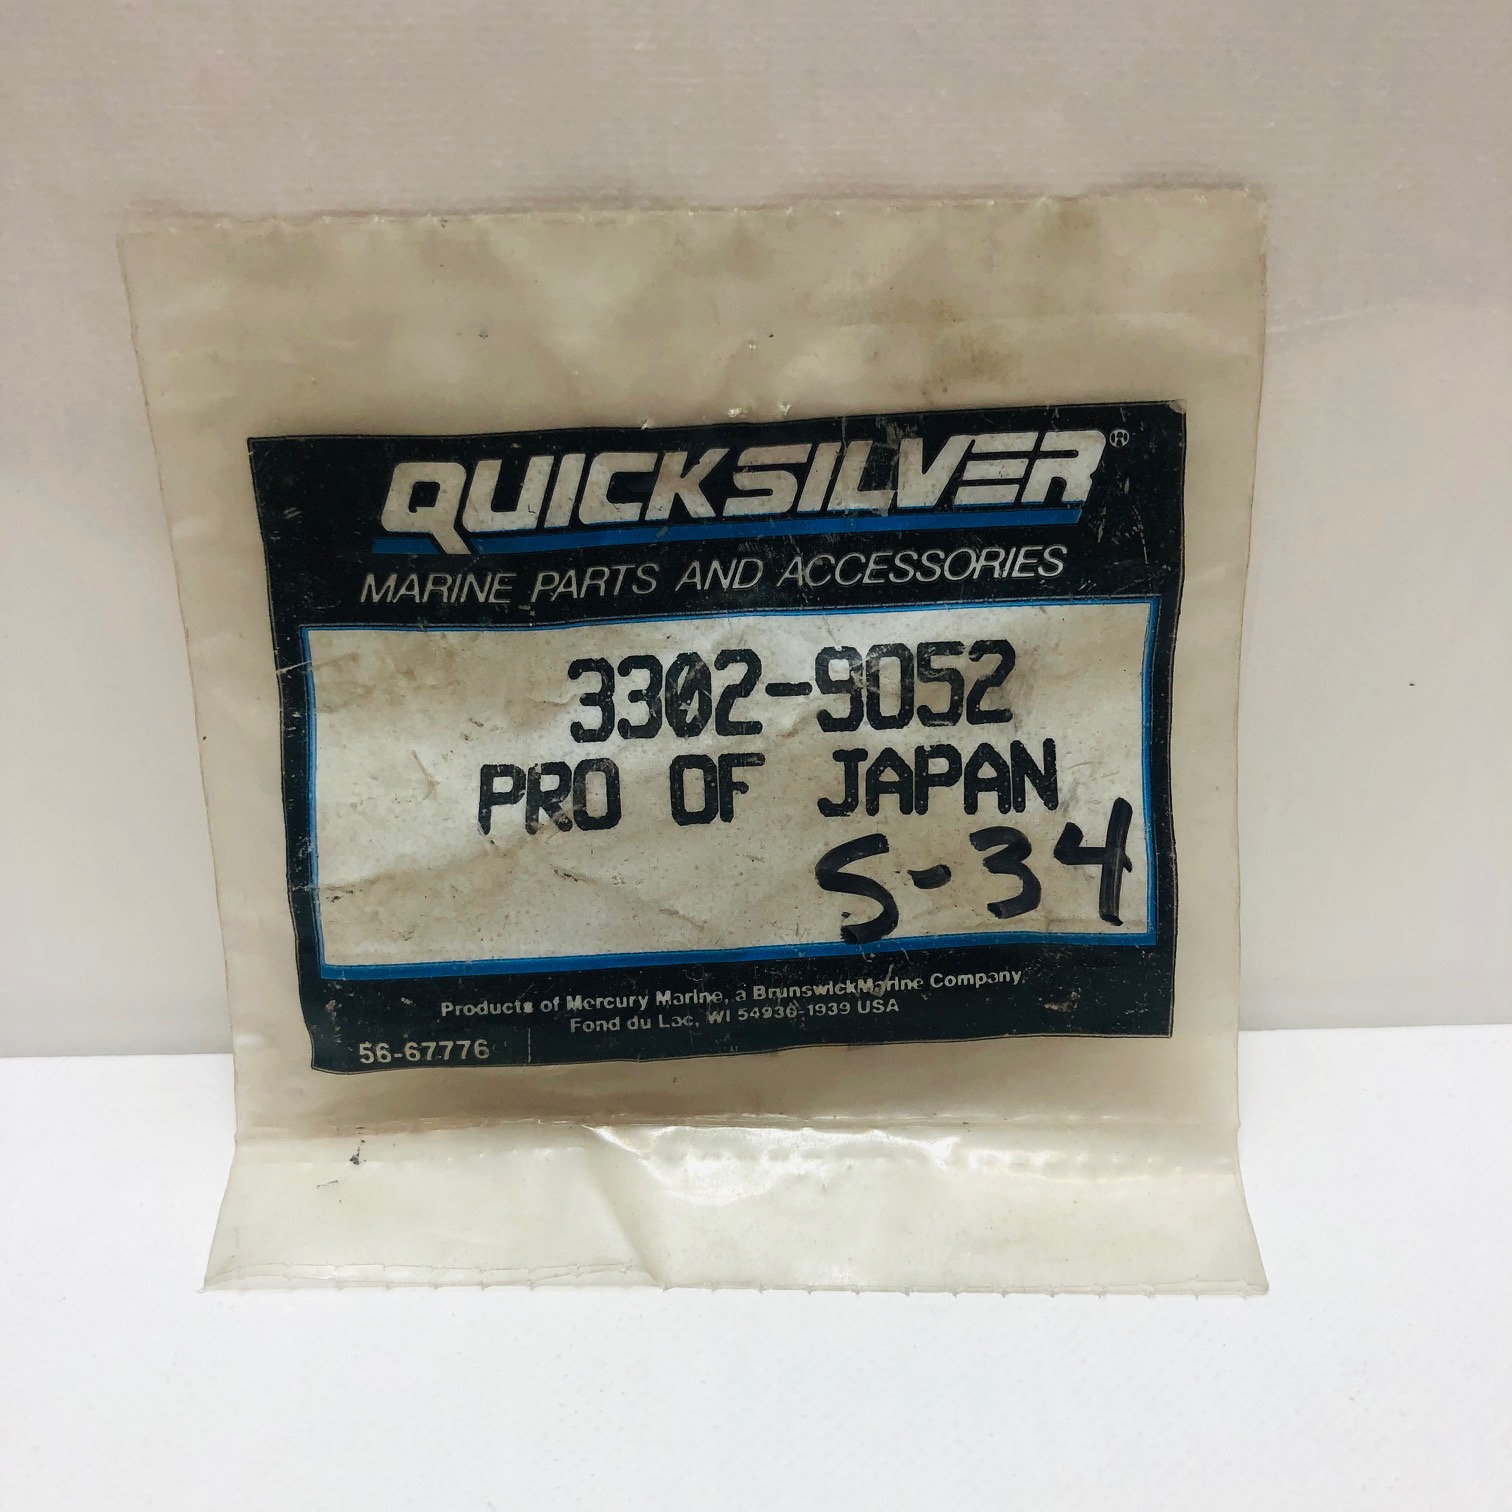 QUICKSILVER®
MARINE PARTS AND ACCESSORIES
3302-9052
PRO OF JAPAN
S-34
Products of Mercury Marine, a Brunswick Marine Company,
Fond du Lac, WI 54936-1939 USA
56-67776